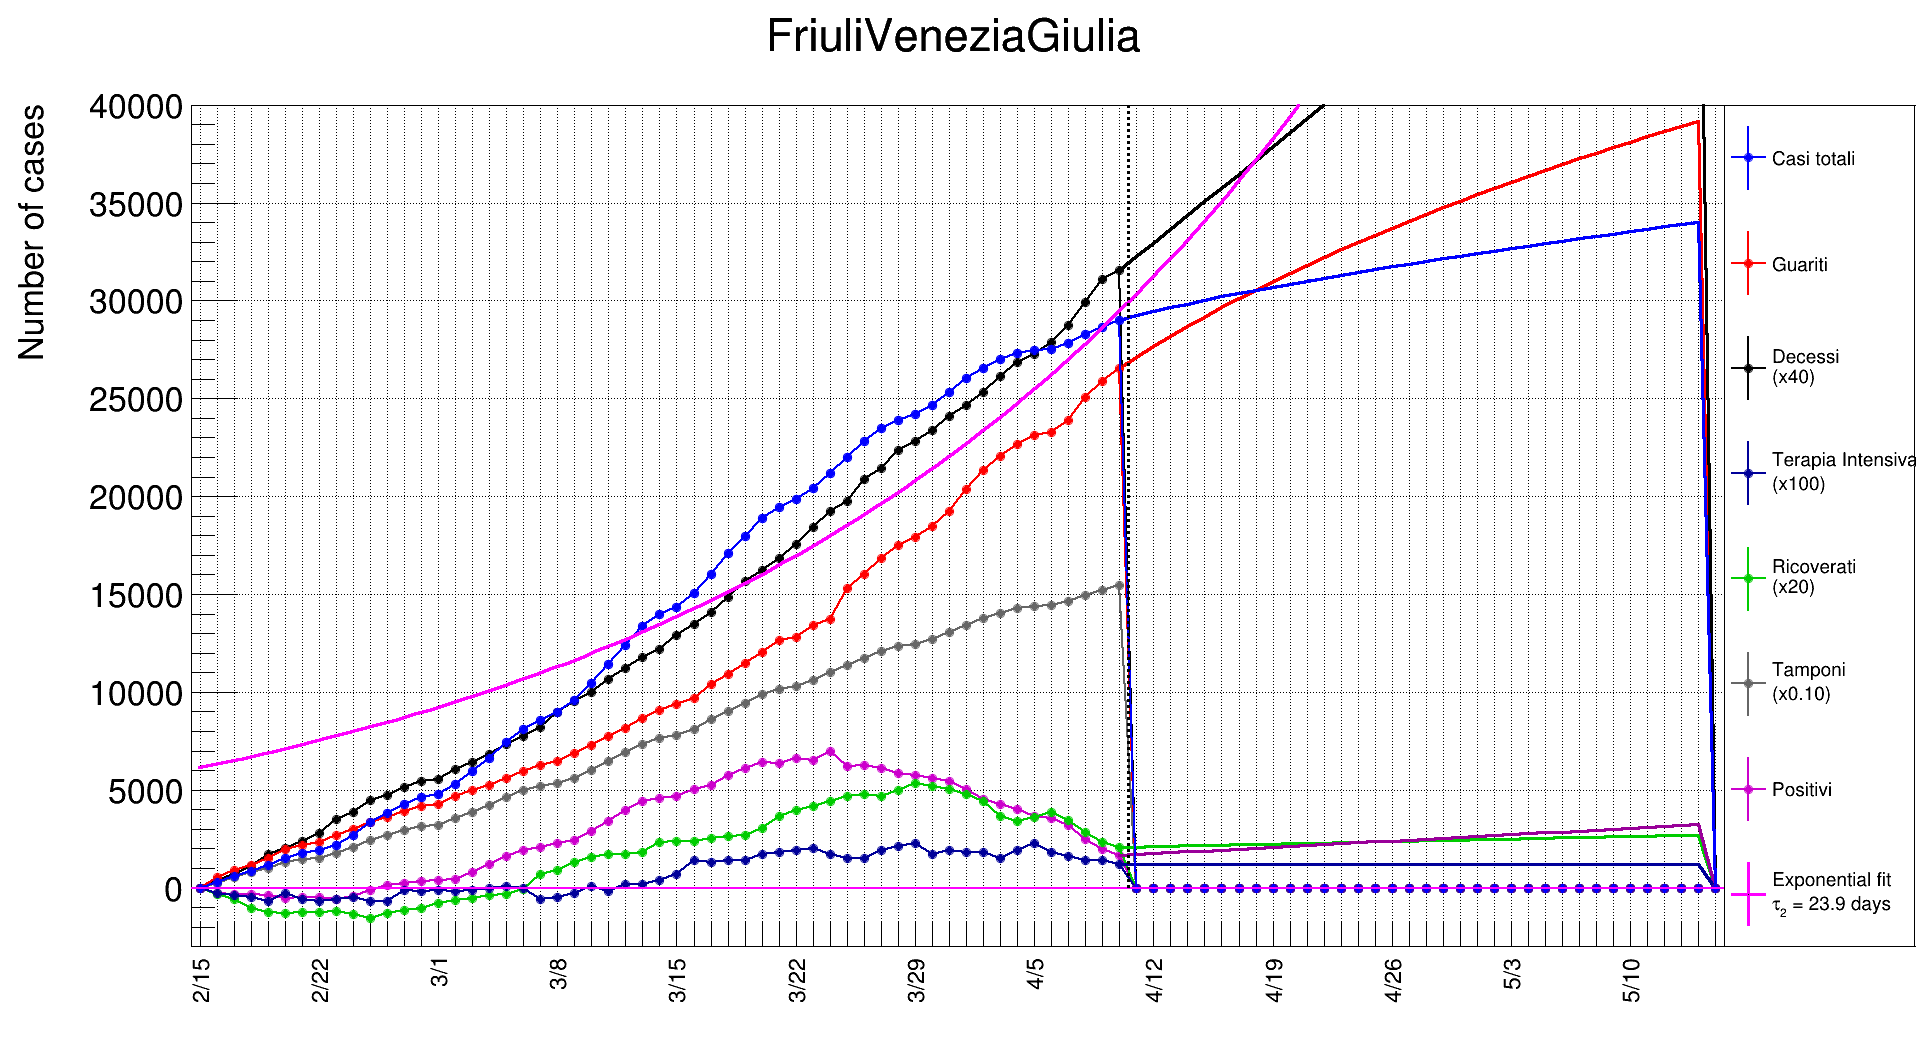 FriuliVeneziaGiulia
Number of cases
40000
35000
30000
25000
20000
15000
10000
5000
0
2/15
2/22
3/1
3/8
3/15
3/22
3/29
4/5
4/12
4/19
4/26
5/3
5/10
Casi totali
Guariti
Decessi
(x40)
Terapia Intensiva
(x100)
Ricoverati
(x20)
Tamponi
(x0.10)
Positivi
Exponential fit
τ2 = 23.9 days